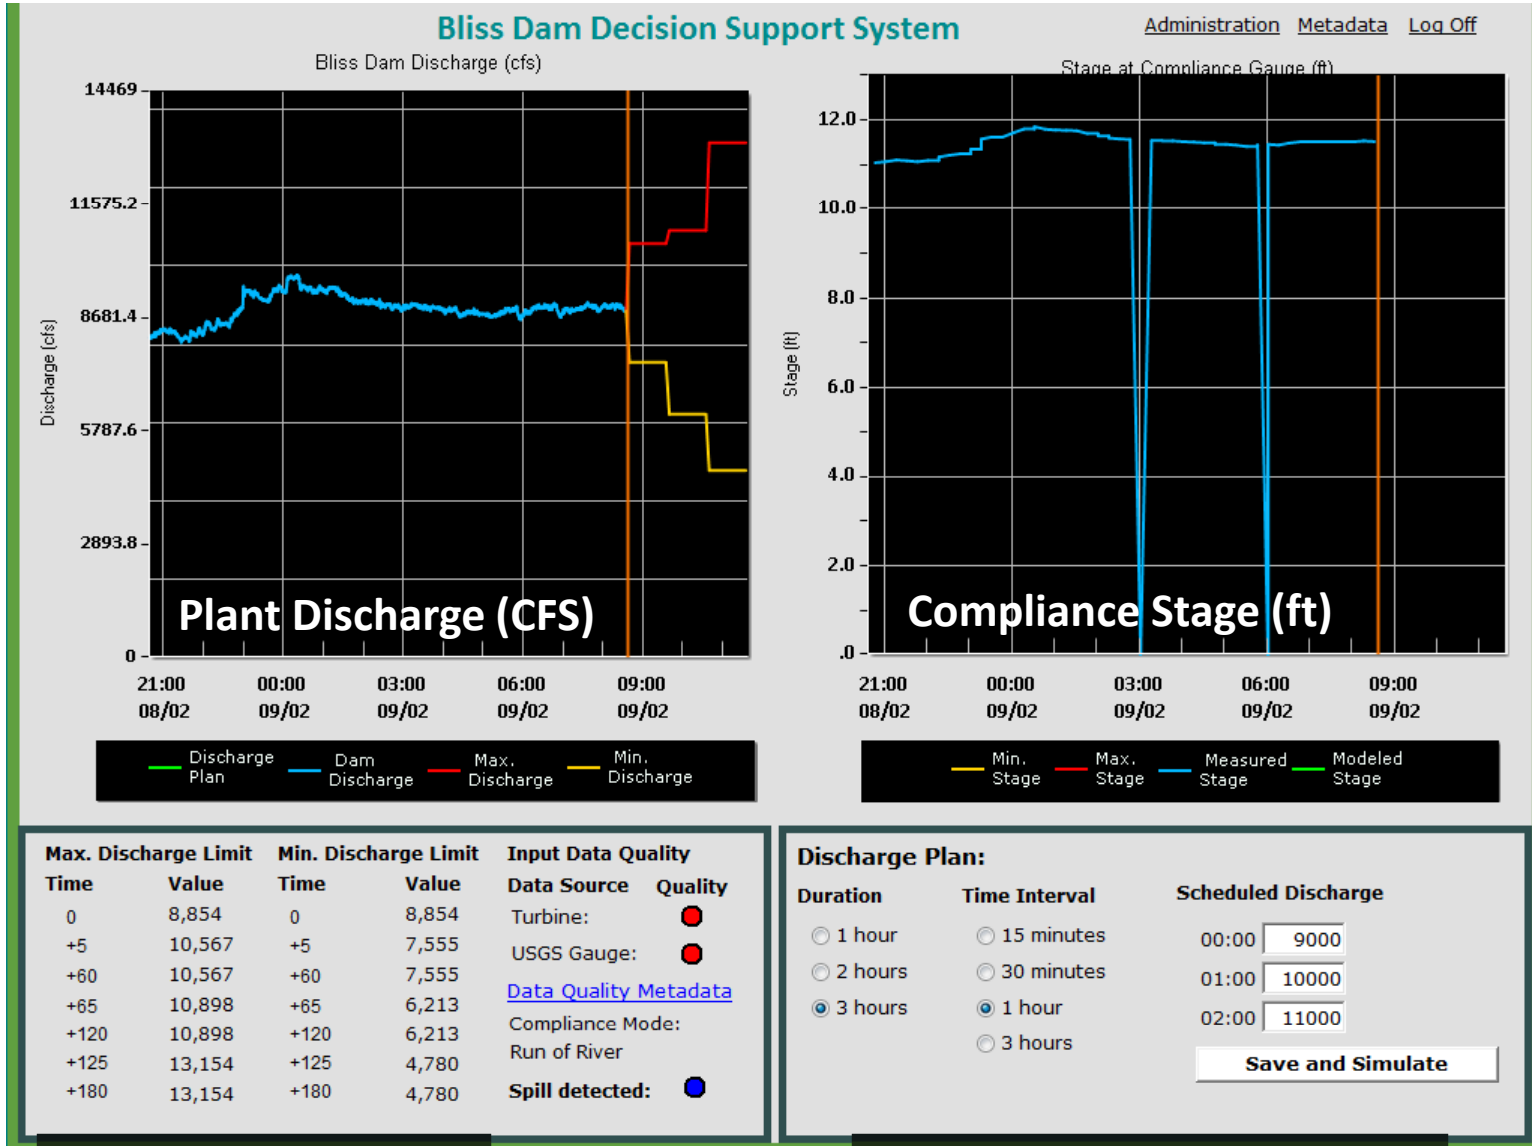 Bliss Dam Decision Support System
Administration Metadata Log Off
Bliss Dam Discharge (cfs)
14469
11575.2
8681.4
5787.6
2893.8
0
Discharge (cfs)
Plant Discharge (CFS)
21:00 00:00 03:00 06:00 09:00
08/02 09/02 09/02 09/02 09/02
Discharge Plan
Dam Discharge
Max. Discharge
Min. Discharge
Stage at Compliance Gauge (ft)
12.0
10.0
8.0
6.0
4.0
2.0
.0
Stage (ft)
Compliance Stage (ft)
21:00 00:00 03:00 06:00 09:00
08/02 09/02 09/02 09/02 09/02
Min. Stage
Max. Stage
Measured Stage
Modeled Stage
Max. Discharge Limit Min. Discharge Limit
Time Value Time Value
0 8,854 0 8,854
+5 10,567 +5 7,555
+60 10,567 +60 7,555
+65 10,898 +65 6,213
+120 10,898 +120 6,213
+125 13,154 +125 4,780
+180 13,154 +180 4,780
Input Data Quality
Data Source Quality
Turbine:
USGS Gauge:
Data Quality Metadata
Compliance Mode:
Run of River
Spill detected:
Discharge Plan:
Duration
1 hour
2 hours
3 hours
Time Interval
15 minutes
30 minutes
1 hour
3 hours
Scheduled Discharge
00:00 9000
01:00 10000
02:00 11000
Save and Simulate